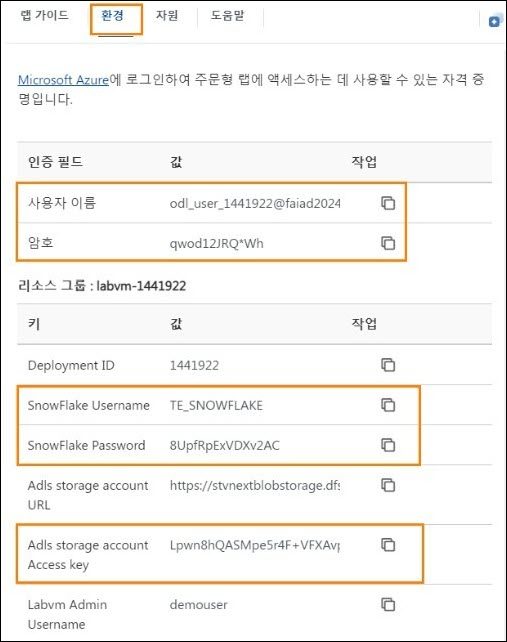 랩 가이드 환경 자원 도움말
Microsoft Azure에 로그인하여 주문형 랩에 액세스하는 데 사용할 수 있는 자격 증
명입니다.
인증 필드 값 작업
사용자 이름 odl_user_1441922@faiad2024
암호 qwod12JRQ*Wh
리소스 그룹 : labvm-1441922
키 값 작업
Deployment ID 1441922
SnowFlake Username TE_SNOWFLAKE
SnowFlake Password 8UpfRpExVDXv2AC
Adls storage account https://stvnextblobstorage.dfs
URL
Adls storage account Lpwn8hQASMpe5r4F+VFXAvp
Access key
Labvm Admin demouser
Username